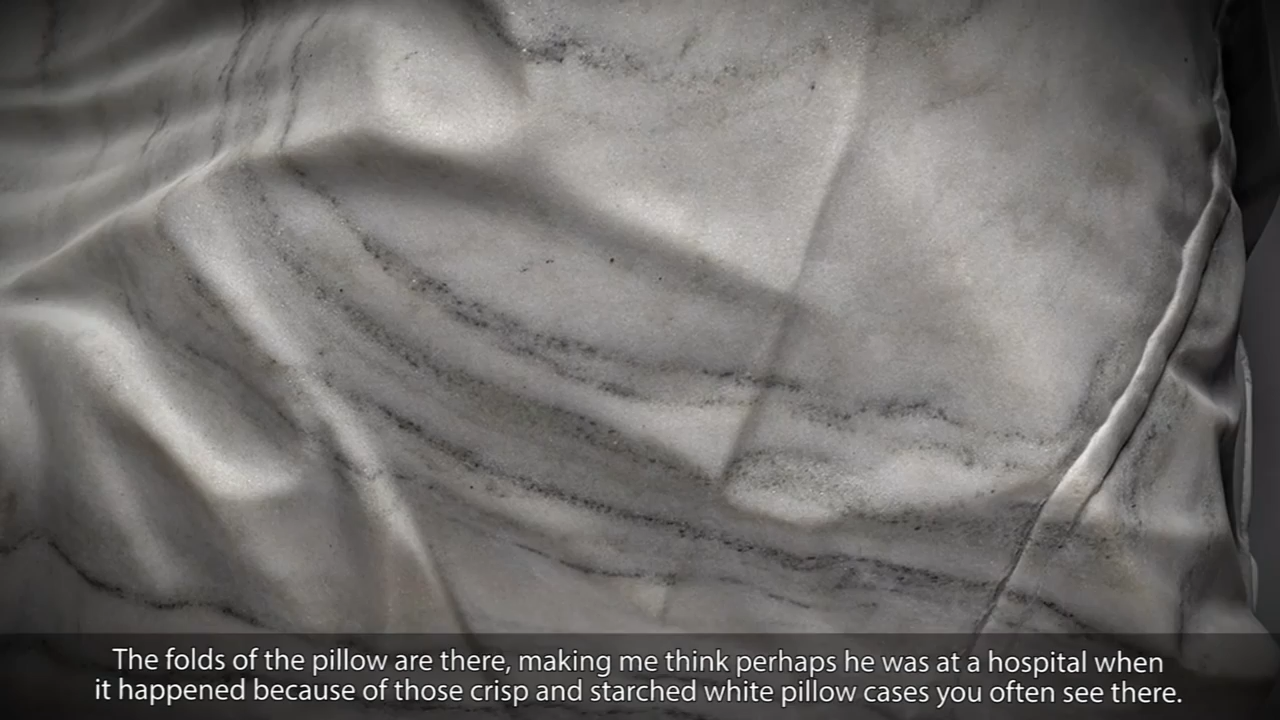 The folds of the pillow are there, making me think perhaps he was at a hospital when
it happened because of those crisp and starched white pillow cases you often see there.